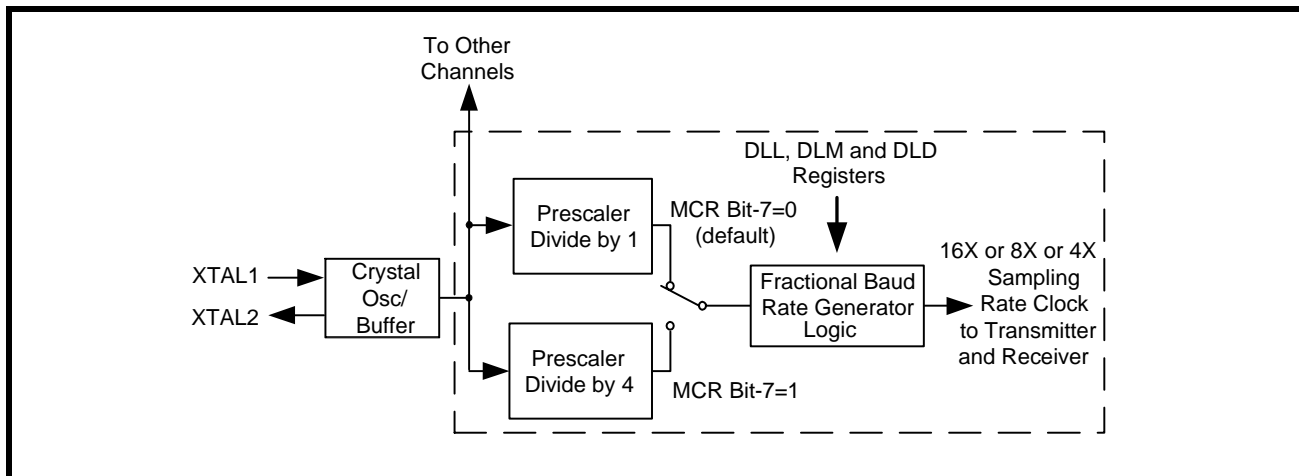 To Other
Channels
DLL, DLM and DLD
Registers
Prescaler
Divide by 1
MCR Bit-7=0
(default)
16X or 8X or 4X
Sampling
Rate Clock
to Transmitter
and Receiver
XTAL1
XTAL2
Crystal
Osc/
Buffer
Fractional Baud
Rate Generator
Logic
Prescaler
Divide by 4
MCR Bit-7=1